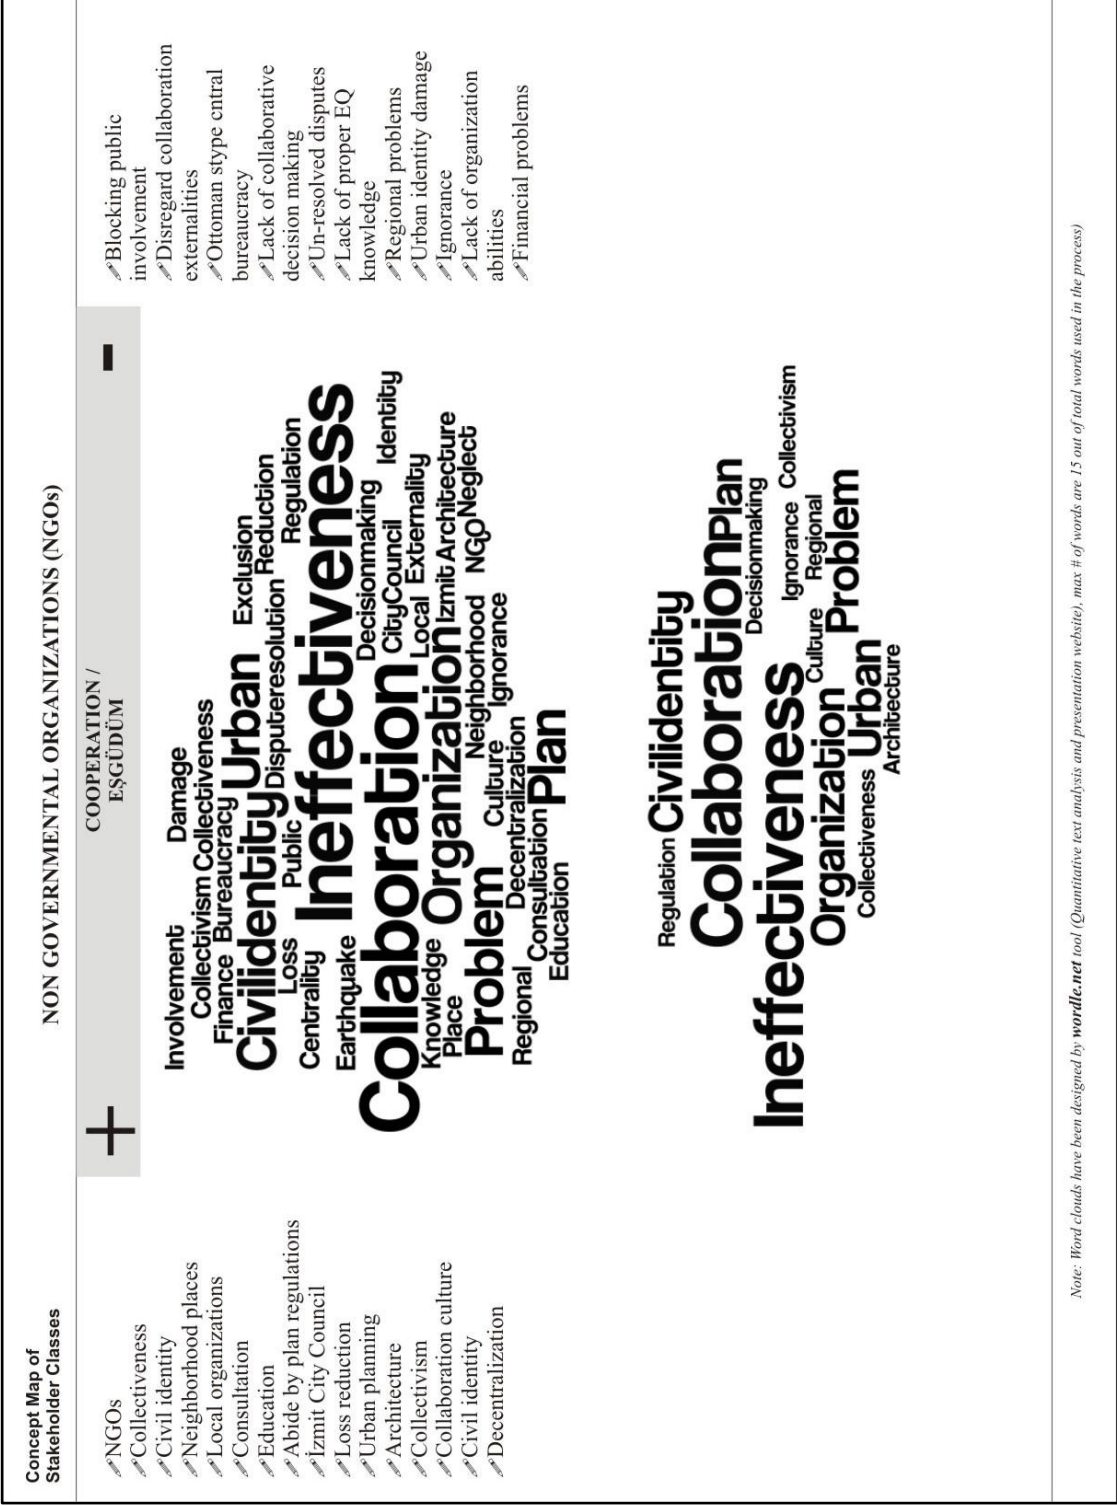 Concept Map of
Stakeholder Classes
NON GOVERNMENTAL ORGANIZATIONS (NGOs)
COOPERATION /
EŞGÜDÜM
+
-
NGOs
Collectiveness
Civil identity
Neighborhood places
Local organizations
Consultation
Education
Abide by plan regulations
İzmit City Council
Loss reduction
Urban planning
Architecture
Collectivism
Collaboration culture
Civil identity
Decentralization
Involvement
Damage
Collectivism
Collectiveness
Finance
Bureaucracy
Exclusion
Civilidentity
Urban
Reduction
Loss
Public
Disputeresolution
Regulation
Centrality
Ineffectiveness
Earthquake
Decisionmaking
Collaboration
CityCouncil
Identity
Knowledge
Organization
Local
Externality
Place
Izmit
Architecture
Problem
Neighborhood
NGO
Neglect
Culture
Ignorance
Regional
Decentralization
Consultation
Plan
Education
Regulation
Civilidentity
Collaboration
Plan
Decisionmaking
Ineffectiveness
Ignorance
Collectivism
Organization
Culture
Regional
Problem
Collectiveness
Urban
Architecture
Blocking public
involvement
Disregard collaboration
externalities
Ottoman stype cntral
bureaucracy
Lack of collaborative
decision making
Un-resolved disputes
Lack of proper EQ
knowledge
Regional problems
Urban identity damage
Ignorance
Lack of organization
abilities
Financial problems
Note: Word clouds have been designed by wordle.net tool (Quantitative text analysis and presentation website), max # of words are 15 out of total words used in the process)